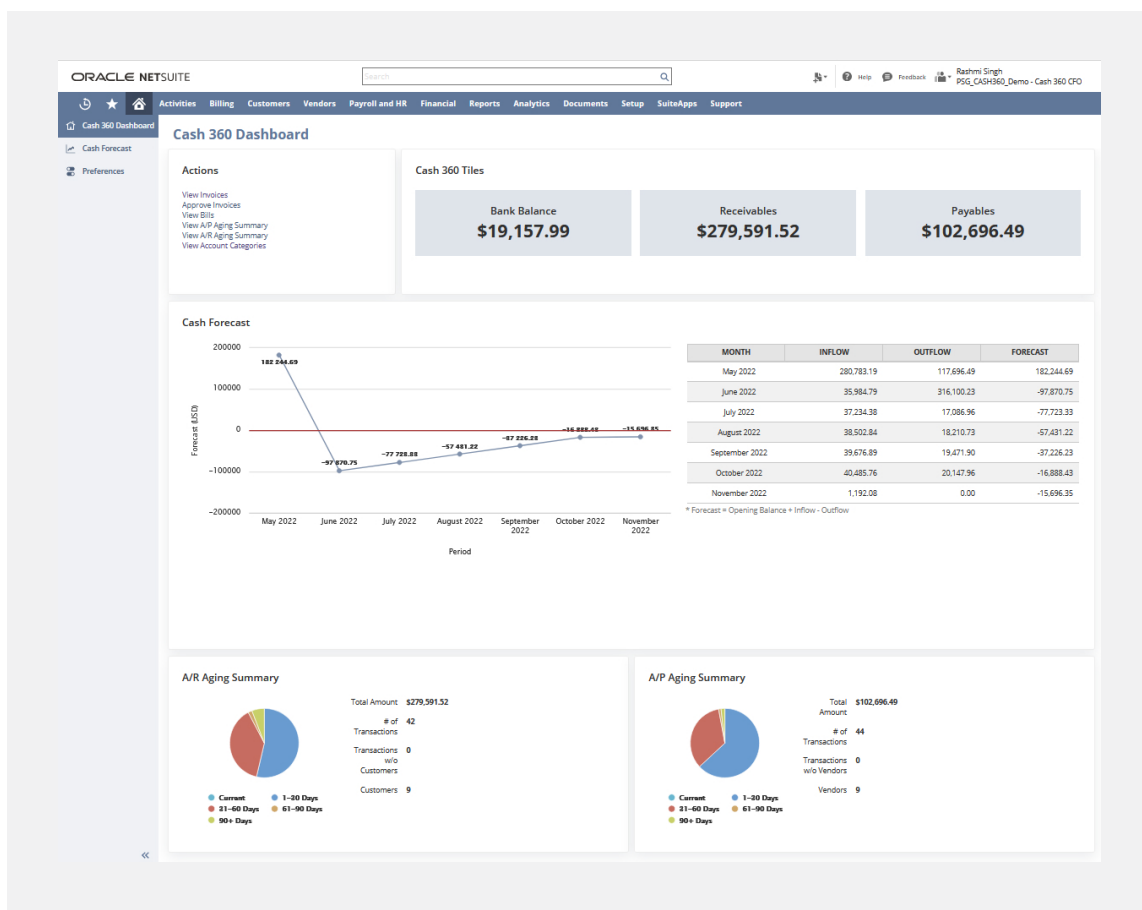 ORACLE NETSUITE
Search
Help
Feedback
Rashmi Singh
PSG_CASH360_Demo - Cash 360 CFO
Activities Billing Customers Vendors Payroll and HR Financial Reports Analytics Documents Setup SuiteApps Support
Cash 360 Dashboard
Cash Forecast
Preferences
Cash 360 Dashboard
Actions
View Invoices
Approve Invoices
View Bills
View A/P Aging Summary
View A/R Aging Summary
View Account Categories
Cash 360 Tiles
Bank Balance
$19,157.99
Receivables
$279,591.52
Payables
$102,696.49
Cash Forecast
Forecast (USD)
200000
100000
0
−100000
−200000
182 244.69
−97 870.75
−77 723.33
−57 431.22
−37 226.23
−16 888.43
−15 696.35
May 2022
June 2022
July 2022
August 2022
September
2022
October 2022
November
2022
Period
MONTH INFLOW OUTFLOW FORECAST
May 2022 280,783.19 117,696.49 182,244.69
June 2022 35,984.79 316,100.23 -97,870.75
July 2022 37,234.38 17,086.96 -77,723.33
August 2022 38,502.84 18,210.73 -57,431.22
September 2022 39,676.89 19,471.90 -37,226.23
October 2022 40,485.76 20,147.96 -16,888.43
November 2022 1,192.08 0.00 -15,696.35
* Forecast = Opening Balance + Inflow - Outflow
A/R Aging Summary
Total Amount $279,591.52
# of 42
Transactions
Transactions 0
w/o
Customers
Customers 9
Current 1–30 Days
31–60 Days 61–90 Days
90+ Days
A/P Aging Summary
Total $102,696.49
Amount
# of 44
Transactions
Transactions 0
w/o Vendors
Vendors 9
Current 1–30 Days
31–60 Days 61–90 Days
90+ Days